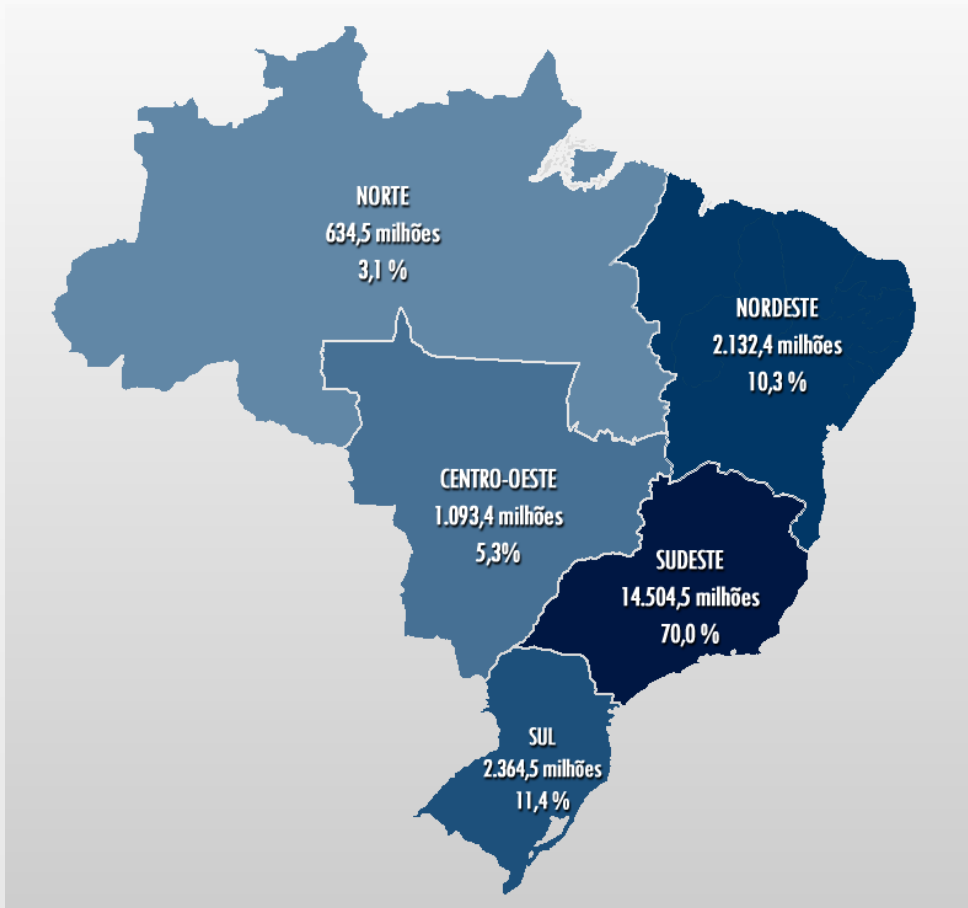 NORTE
634,5 milhões
3,1 %
NORDESTE
2.132,4 milhões
10,3 %
CENTRO-OESTE
1.093,4 milhões
5,3%
SUDESTE
14.504,5 milhões
70,0 %
SUL
2.364,5 milhões
11,4 %